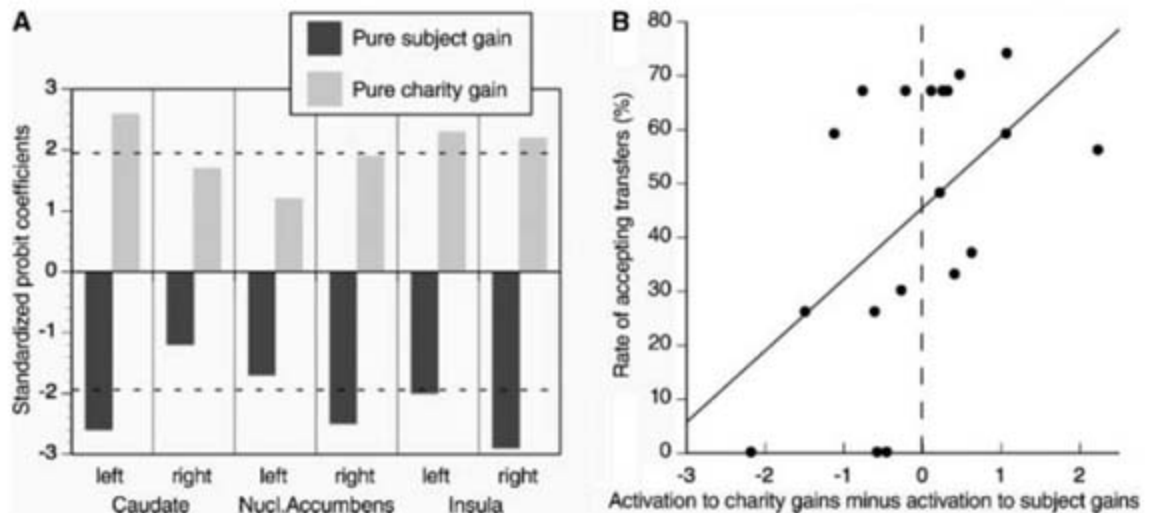 A
Pure subject gain
Pure charity gain
Standardized probit coefficients
3
2
1
0
-1
-2
-3
left right left right left right
Caudate Nucl.Accumbens Insula
B
Rate of accepting transfers (%)
80
70
60
50
40
30
20
10
0
-3 -2 -1 0 1 2
Activation to charity gains minus activation to subject gains